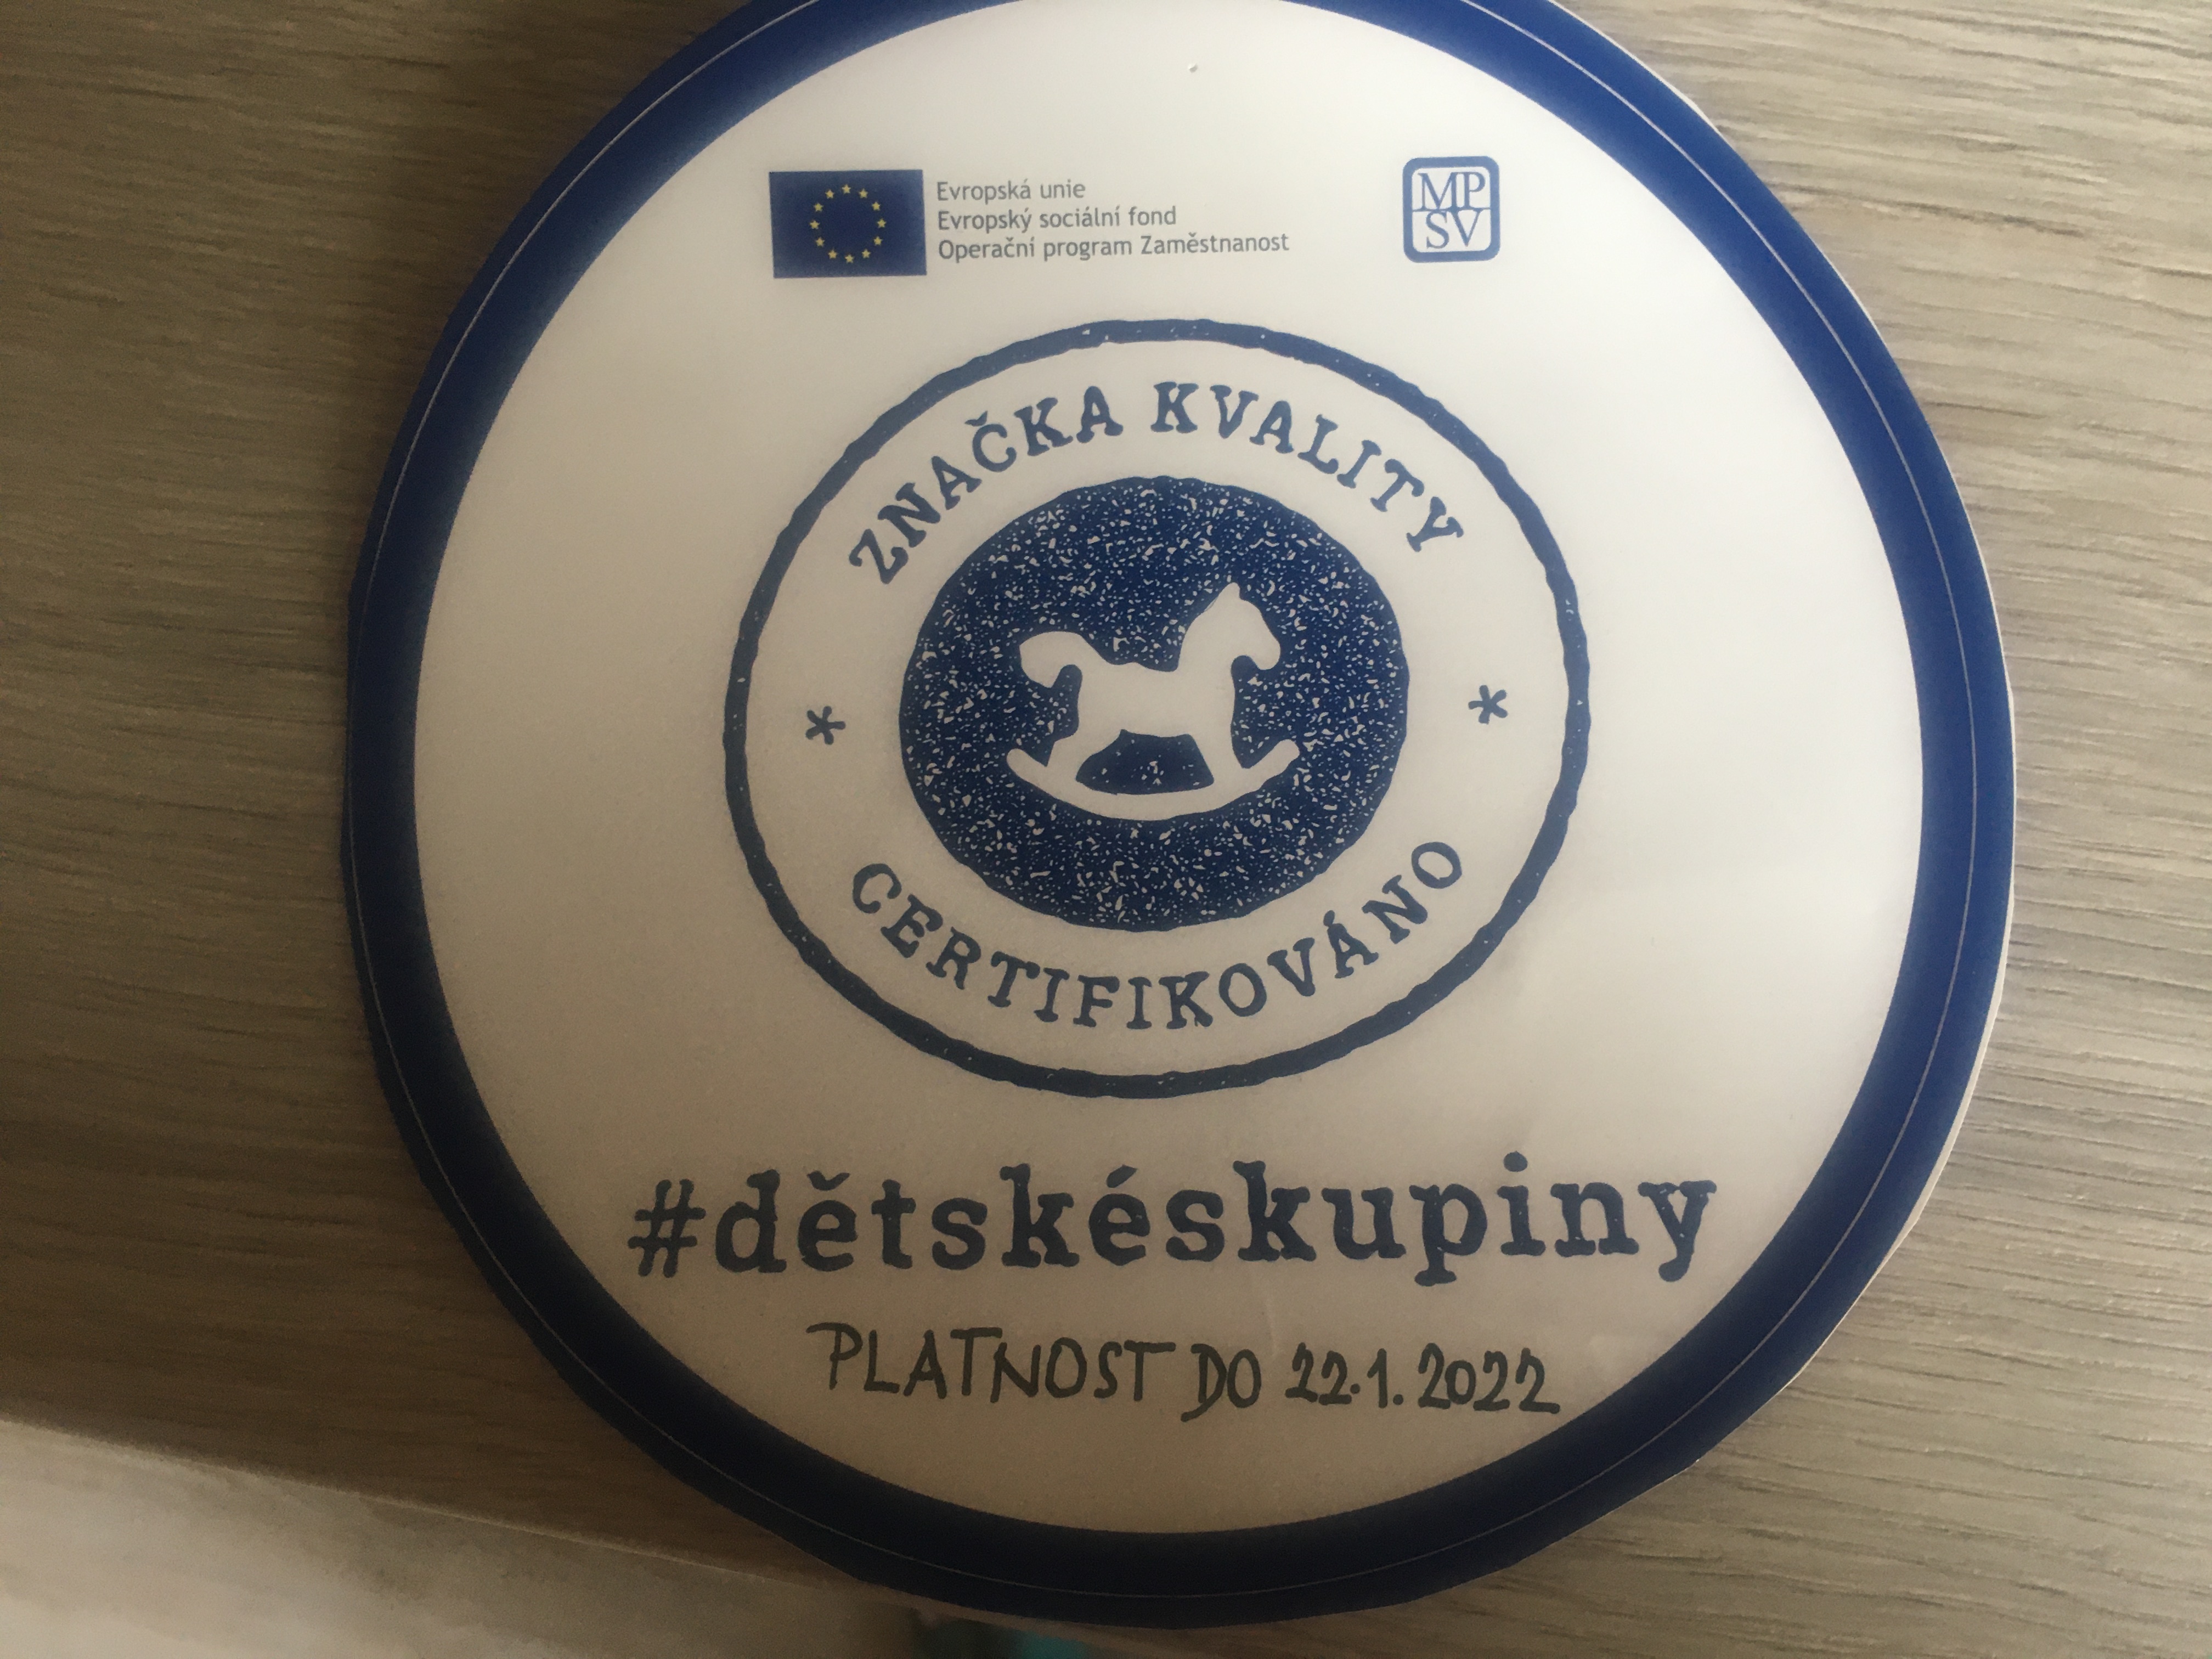 Evropská unie
Evropský sociální fond
Operační program Zaměstnanost
MP
SV
ZNAČKA KVALITY
* *
CERTIFIKOVÁNO
#dětskéskupiny
PLATNOST DO 22.1.2022